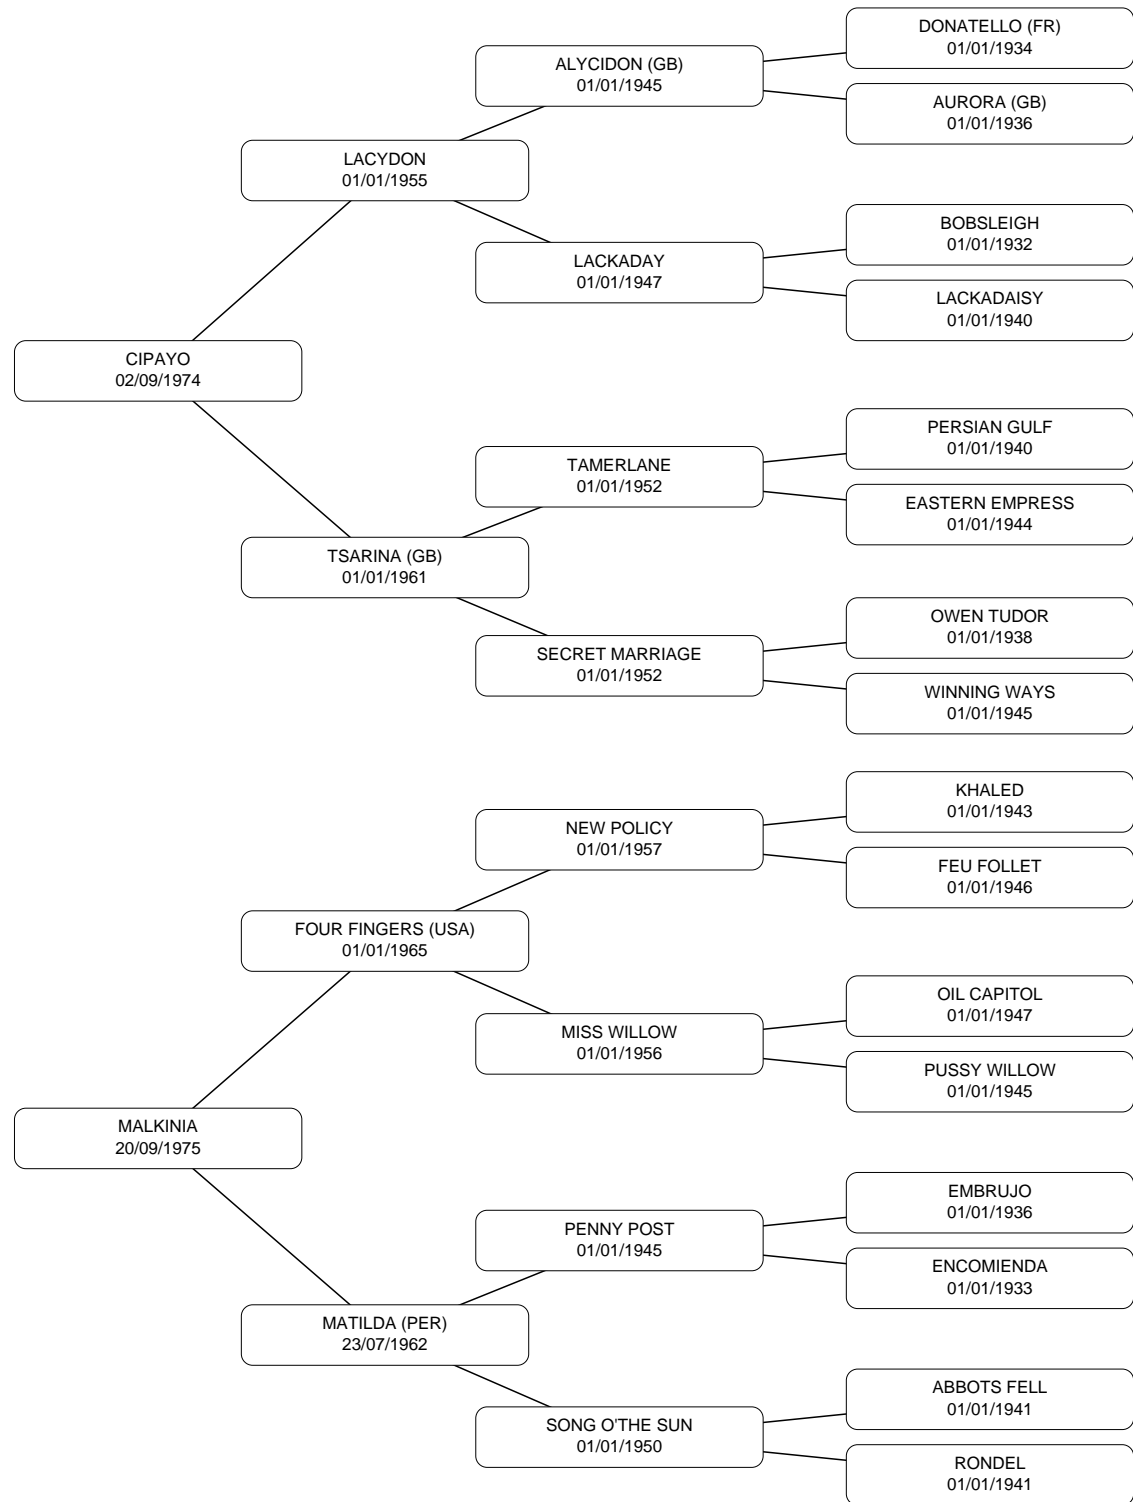 DONATELLO (FR)
01/01/1934
ALYCIDON (GB)
01/01/1945
AURORA (GB)
01/01/1936
LACYDON
01/01/1955
BOBSLEIGH
01/01/1932
LACKADAY
01/01/1947
LACKADAISY
01/01/1940
CIPAYO
02/09/1974
PERSIAN GULF
01/01/1940
TAMERLANE
01/01/1952
EASTERN EMPRESS
01/01/1944
TSARINA (GB)
01/01/1961
OWEN TUDOR
01/01/1938
SECRET MARRIAGE
01/01/1952
WINNING WAYS
01/01/1945
KHALED
01/01/1943
NEW POLICY
01/01/1957
FEU FOLLET
01/01/1946
FOUR FINGERS (USA)
01/01/1965
OIL CAPITOL
01/01/1947
MISS WILLOW
01/01/1956
PUSSY WILLOW
01/01/1945
MALKINIA
20/09/1975
EMBRUJO
01/01/1936
PENNY POST
01/01/1945
ENCOMIENDA
01/01/1933
MATILDA (PER)
23/07/1962
ABBOTS FELL
01/01/1941
SONG O'THE SUN
01/01/1950
RONDEL
01/01/1941